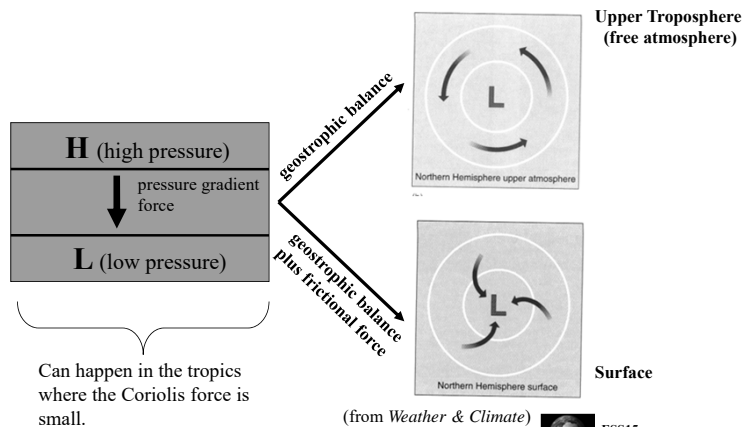 Upper Troposphere
(free atmosphere)
geostrophic balance
L
Northern Hemisphere upper atmosphere
H (high pressure)
pressure gradient
force
L (low pressure)
geostrophic balance
plus frictional force
L
Northern Hemisphere surface
Surface
Can happen in the tropics
where the Coriolis force is
small.
(from Weather & Climate)